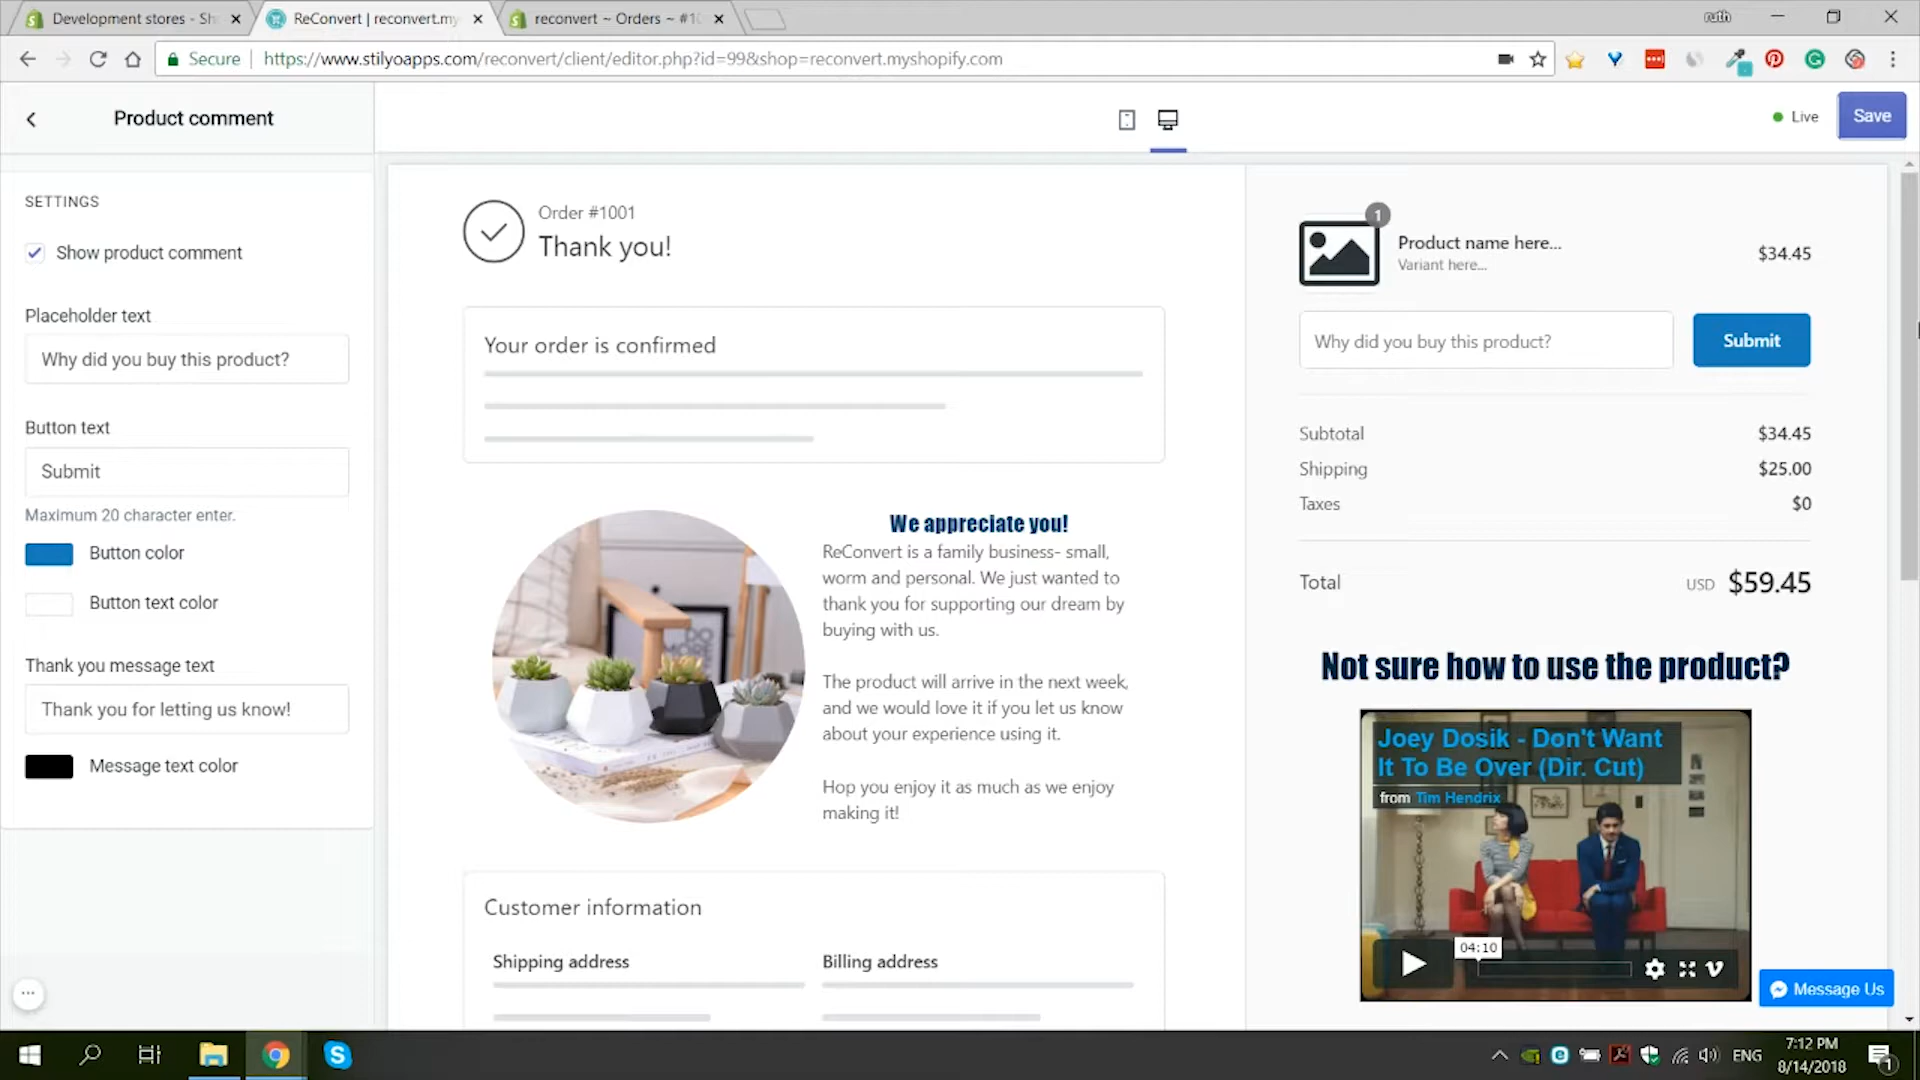 Development stores - Sh
ReConvert | reconvert.my
reconvert ~ Orders ~ #10
ruth
Secure
https://www.stilyoapps.com/reconvert/client/editor.php?id=99&shop=reconvert.myshopify.com
Product comment
Live
Save
SETTINGS
Show product comment
Placeholder text
Why did you buy this product?
Button text
Submit
Maximum 20 character enter.
Button color
Button text color
Thank you message text
Thank you for letting us know!
Message text color
Order #1001
Thank you!
Your order is confirmed
We appreciate you!
ReConvert is a family business- small,
worm and personal. We just wanted to
thank you for supporting our dream by
buying with us.
The product will arrive in the next week,
and we would love it if you let us know
about your experience using it.
Hop you enjoy it as much as we enjoy
making it!
Customer information
Shipping address
Billing address
1
Product name here...
Variant here...
$34.45
Why did you buy this product?
Submit
Subtotal $34.45
Shipping $25.00
Taxes $0
Total USD $59.45
Not sure how to use the product?
Joey Dosik - Don't Want
It To Be Over (Dir. Cut)
from Tim Hendrix
04:10
Message Us
ENG
7:12 PM
8/14/2018
1